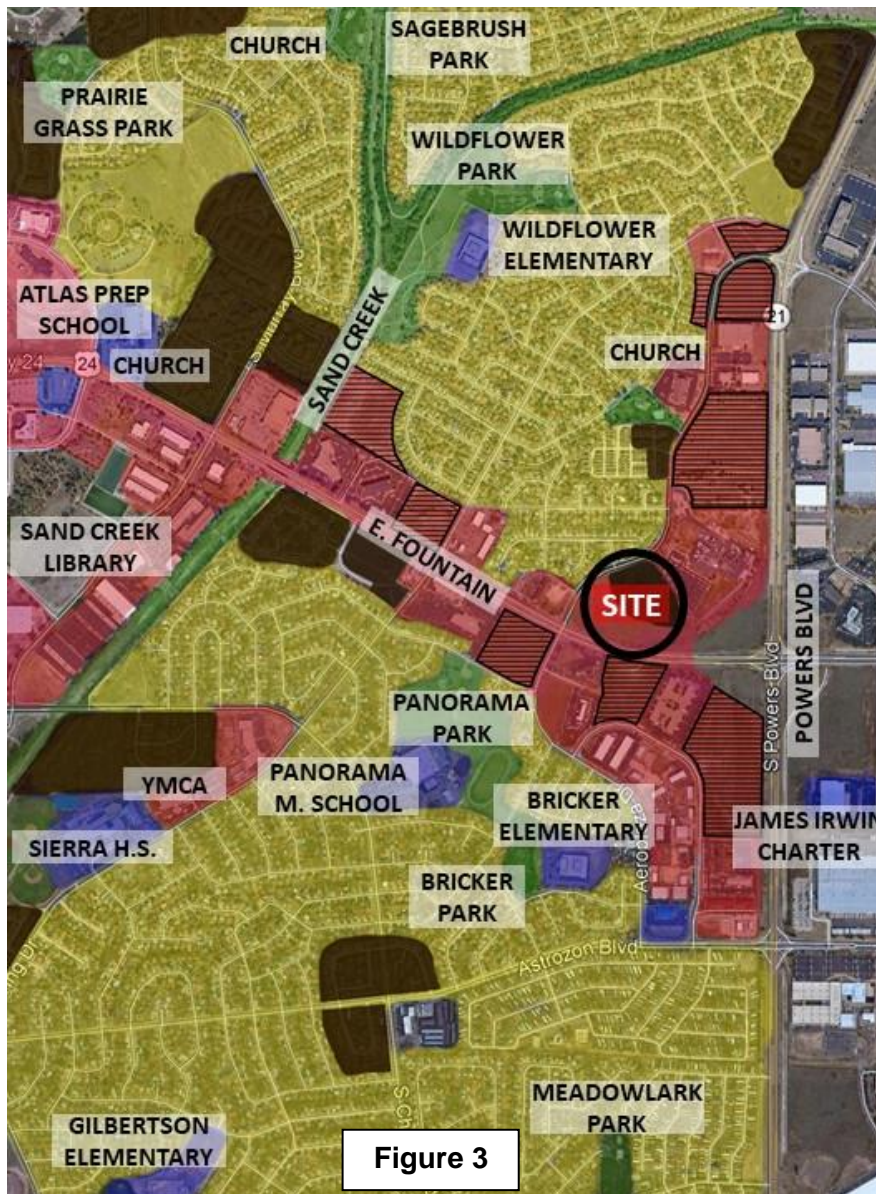 CHURCH
SAGEBRUSH
PARK
PRAIRIE
GRASS PARK
WILDFLOWER
PARK
WILDFLOWER
ELEMENTARY
ATLAS PREP
SCHOOL
24
CHURCH
SAND CREEK
21
CHURCH
SAND CREEK
LIBRARY
E. FOUNTAIN
SITE
POWERS BLVD
S Powers Blvd
PANORAMA
PARK
YMCA
PANORAMA
M. SCHOOL
SIERRA H.S.
BRICKER
ELEMENTARY
JAMES IRWIN
CHARTER
BRICKER
PARK
Astrozon Blvd
MEADOWLARK
PARK
GILBERTSON
ELEMENTARY
Figure 3